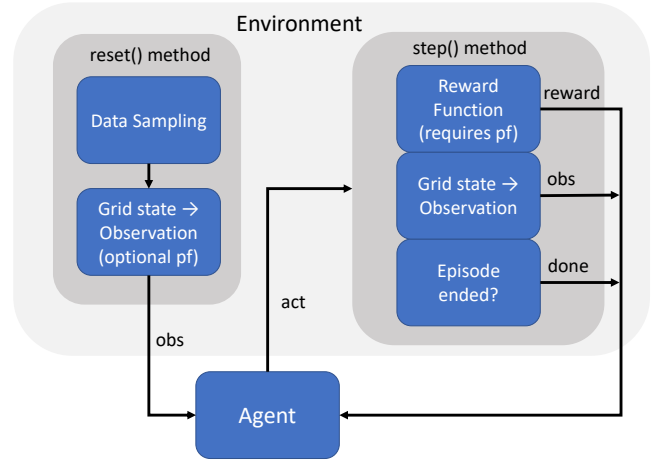 Environment
reset() method
Data Sampling
Grid state →
Observation
(optional pf)
obs
act
step() method
Reward
Function
(requires pf)
reward
Grid state →
Observation
obs
Episode
ended?
done
Agent